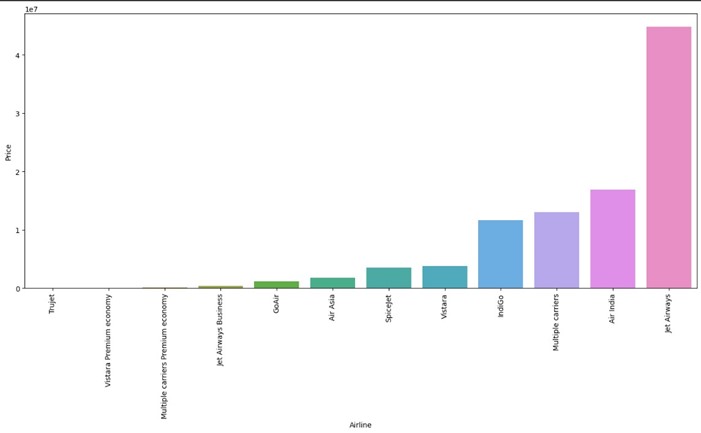 1e7
4
3
2
1
0
Price
Trujet
Vistara Premium economy
Multiple carriers Premium economy
Jet Airways Business
GoAir
Air Asia
SpiceJet
Vistara
IndiGo
Multiple carriers
Air India
Jet Airways
Airline